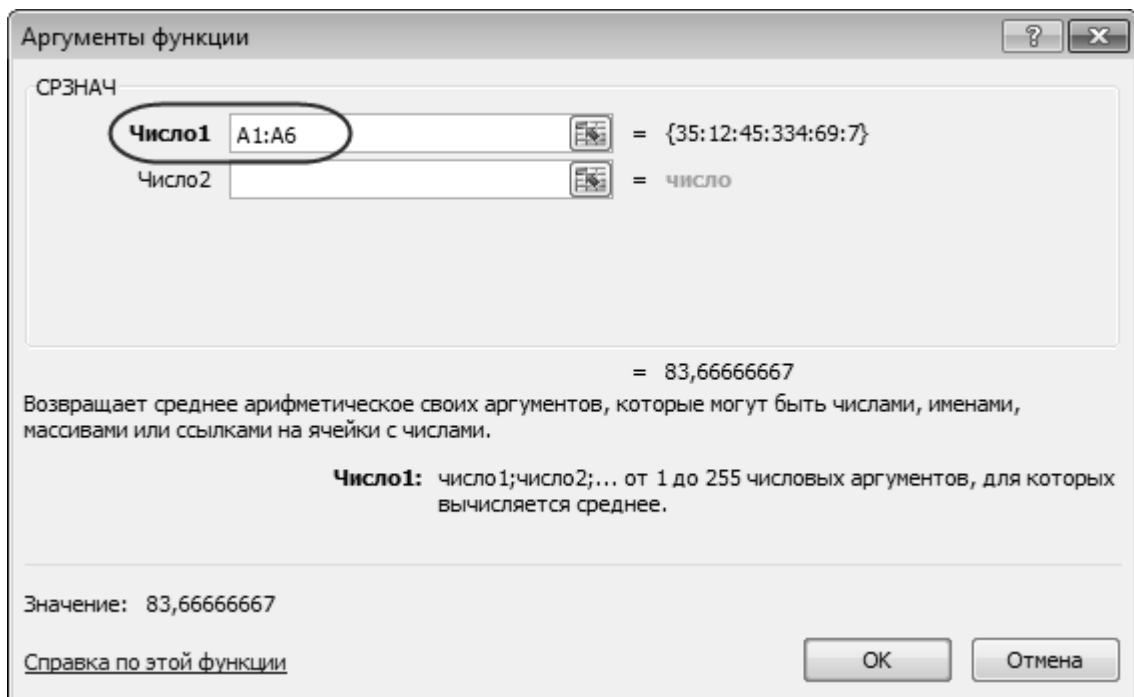 Аргументы функции
СРЗНАЧ
Число1 A1:A6 = {35:12:45:334:69:7}
Число2 = число
= 83,66666667
Возвращает среднее арифметическое своих аргументов, которые могут быть числами, именами,
массивами или ссылками на ячейки с числами.
Число1: число1;число2;... от 1 до 255 числовых аргументов, для которых
вычисляется среднее.
Значение: 83,66666667
Справка по этой функции OK Отмена